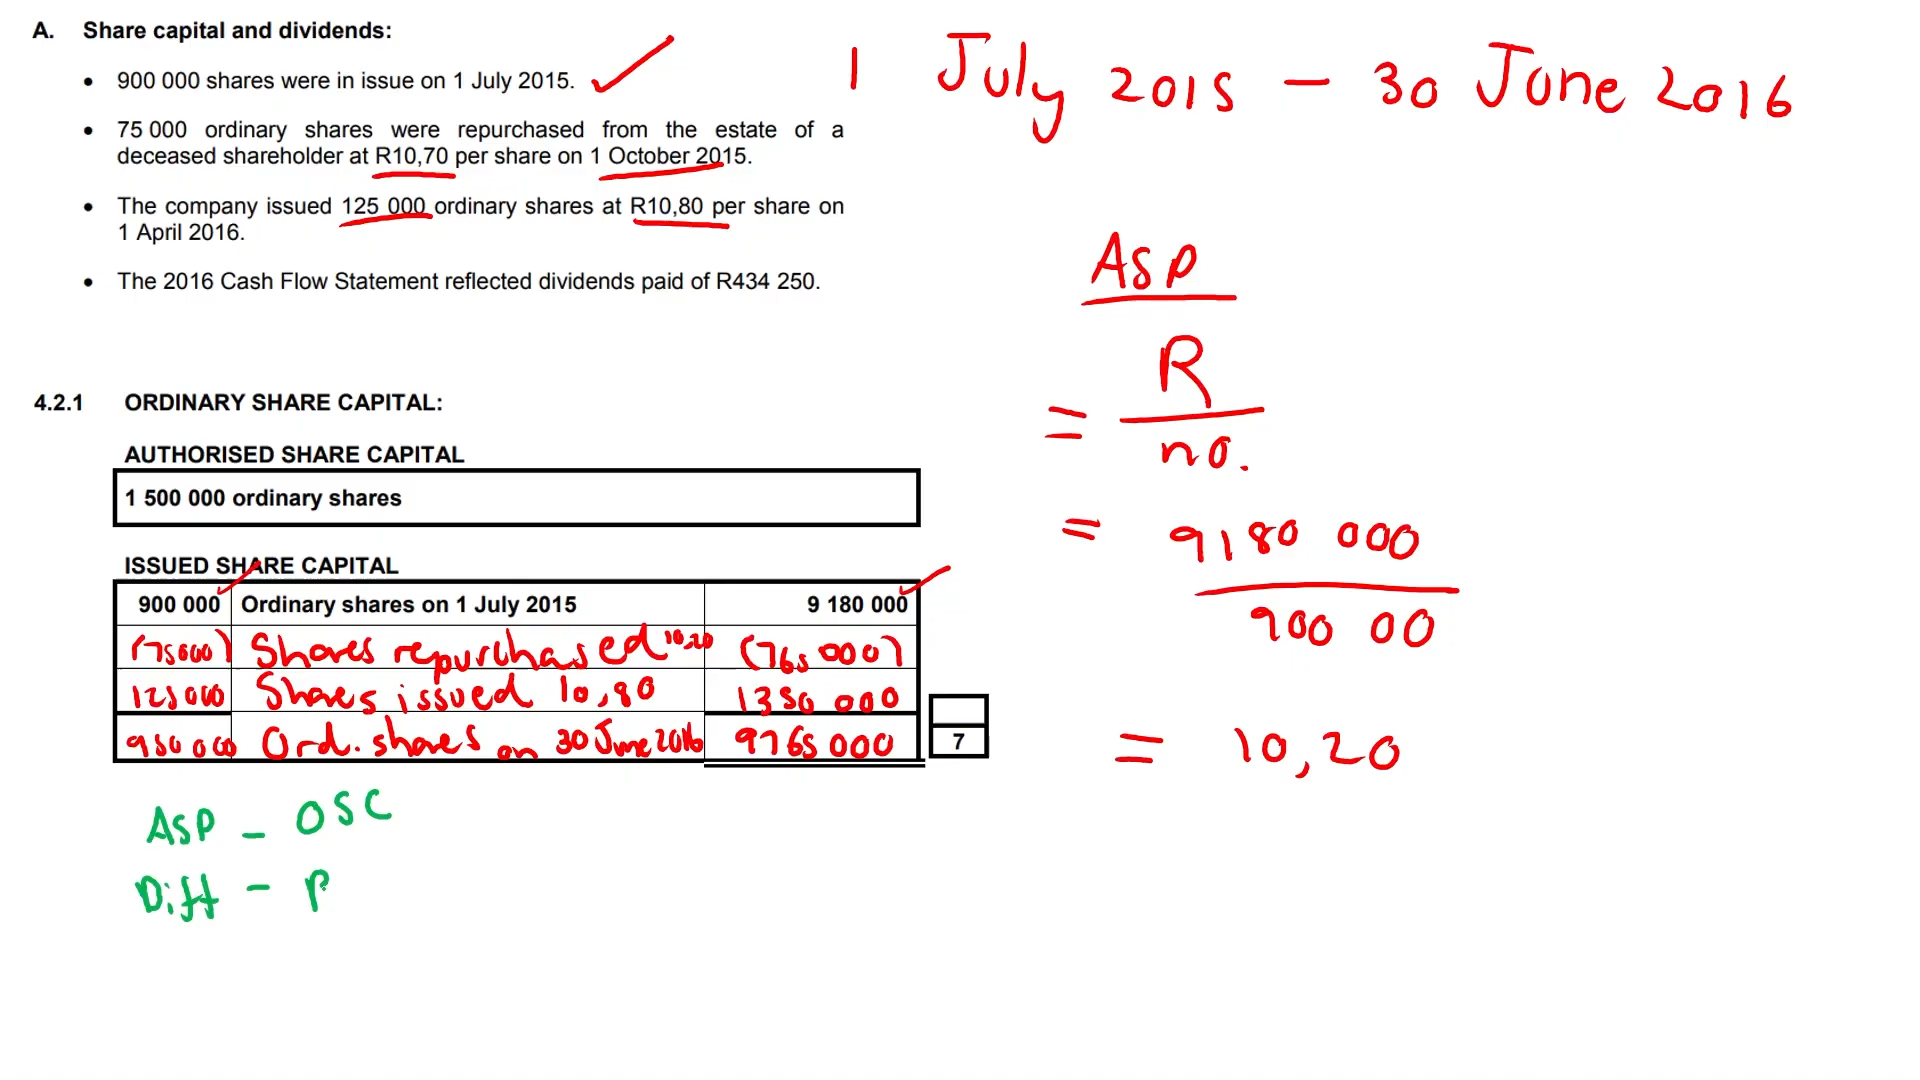 A. Share capital and dividends:
• 900 000 shares were in issue on 1 July 2015.
• 75 000 ordinary shares were repurchased from the estate of a
deceased shareholder at R10,70 per share on 1 October 2015.
• The company issued 125 000 ordinary shares at R10,80 per share on
1 April 2016.
• The 2016 Cash Flow Statement reflected dividends paid of R434 250.
1 July 2015 – 30 June 2016
ASP
= R
no.
= 9180 000
900 00
= 10,20
4.2.1 ORDINARY SHARE CAPITAL:
AUTHORISED SHARE CAPITAL
1 500 000 ordinary shares
ISSUED SHARE CAPITAL
900 000 Ordinary shares on 1 July 2015 9 180 000
(75000) Shares repurchased 10,20 (765 000)
125000 Shares issued 10,80 1350 000
950 000 Ord. shares on 30 June 2016 9765 000
7
ASP – OSC
Diff – P